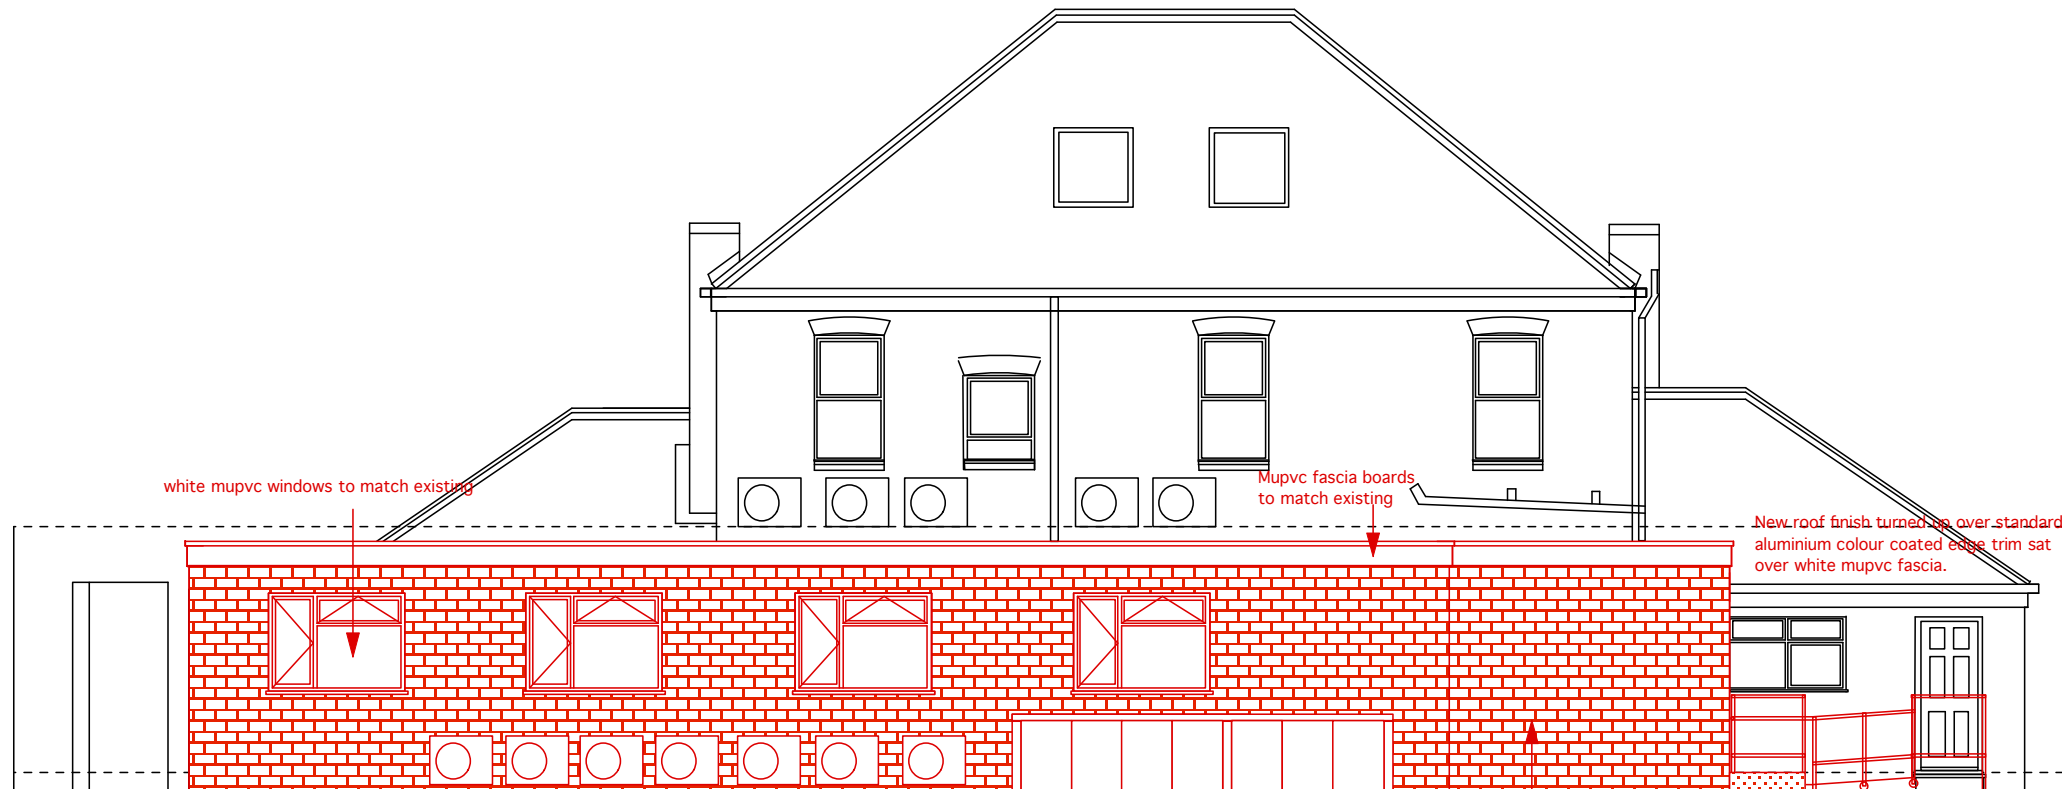 white mupvc windows to match existing
Mupvc fascia boards
to match existing
New roof finish turned up over standard
aluminium colour coated edge trim sat
over white mupvc fascia.